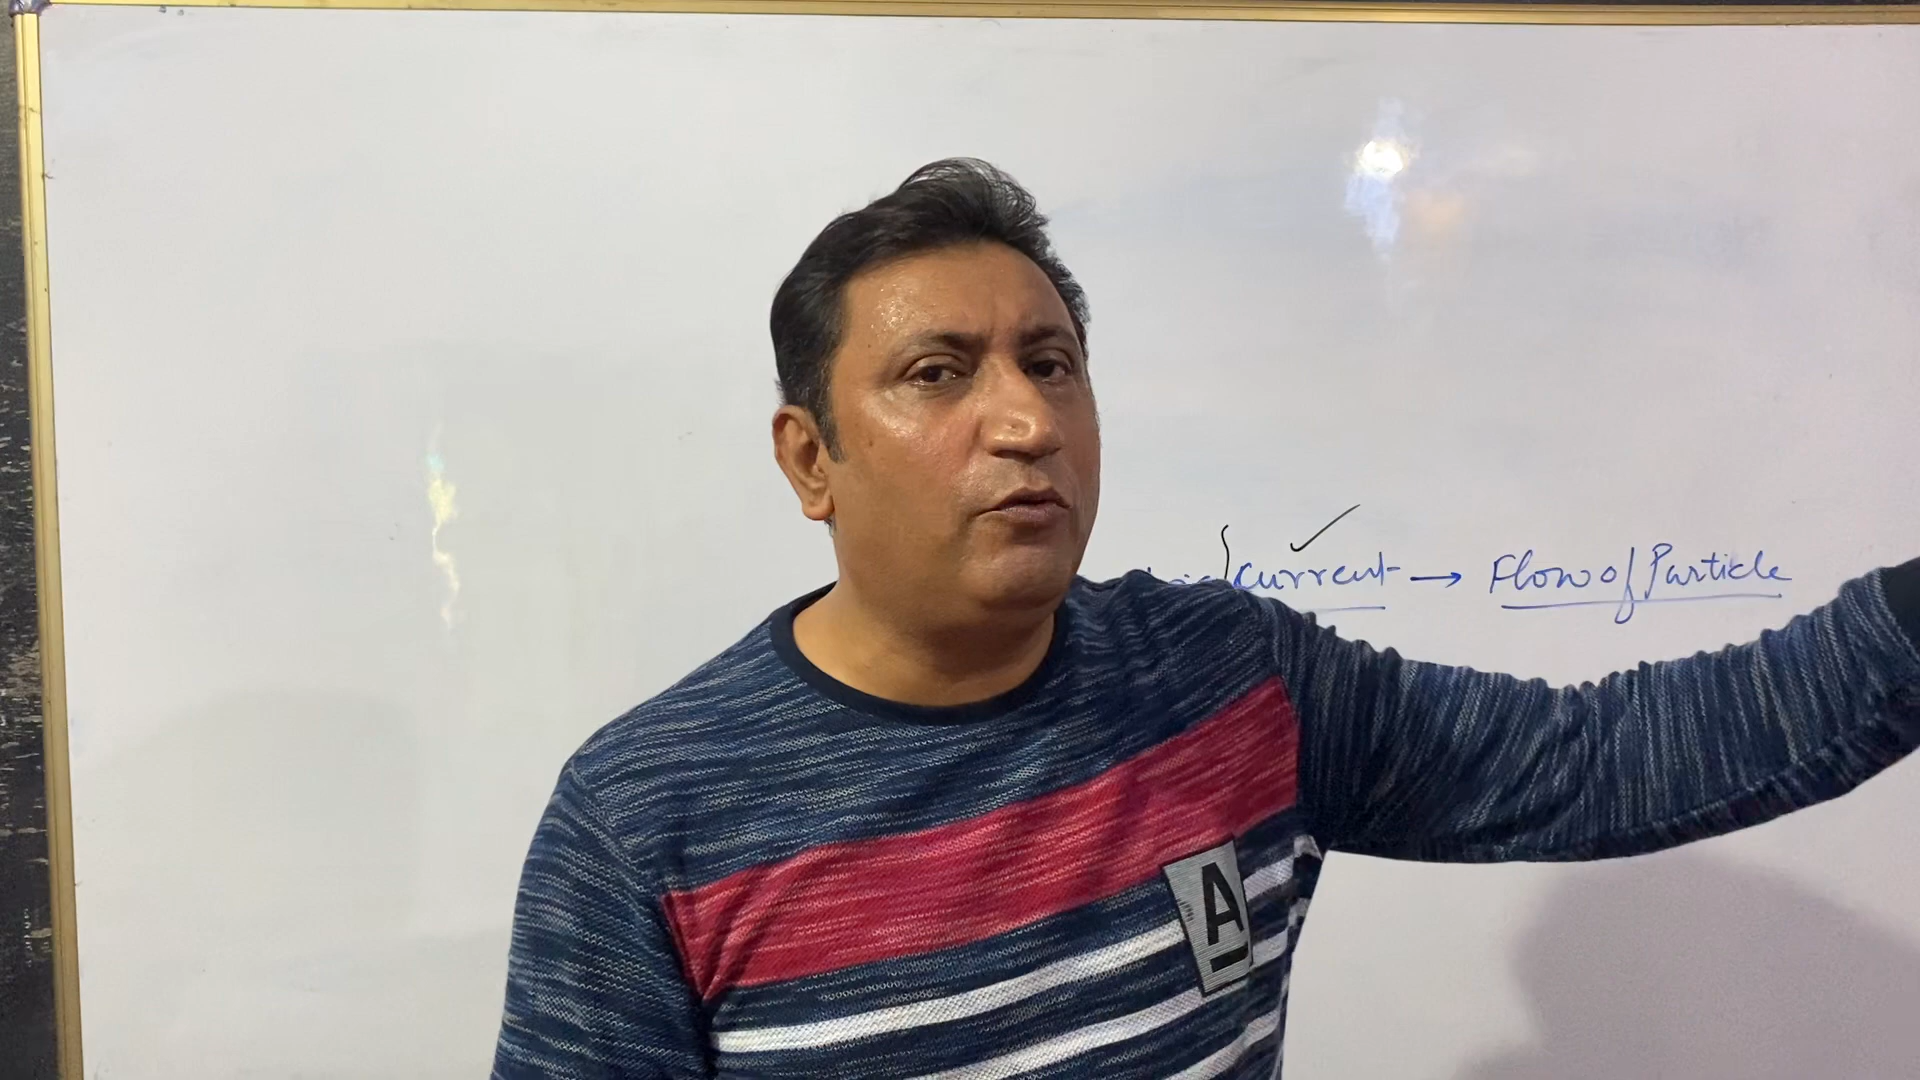 current → Flow of Particle
A